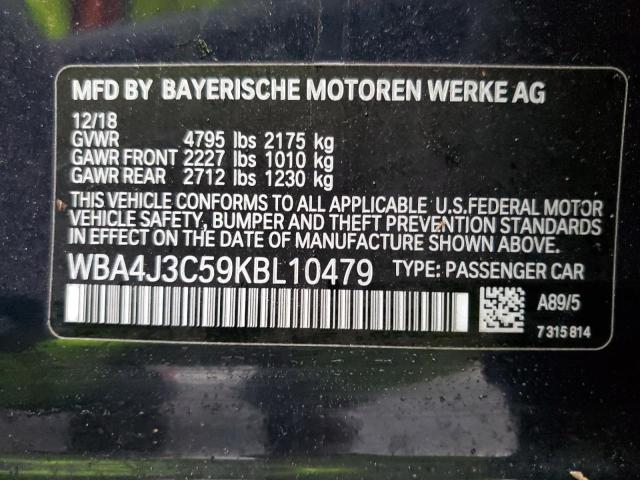 MFD BY BAYERISCHE MOTOREN WERKE AG
12/18
GVWR 4795 lbs 2175 kg
GAWR FRONT 2227 lbs 1010 kg
GAWR REAR 2712 lbs 1230 kg
THIS VEHICLE CONFORMS TO ALL APPLICABLE U.S.FEDERAL MOTOR
VEHICLE SAFETY, BUMPER AND THEFT PREVENTION STANDARDS
IN EFFECT ON THE DATE OF MANUFACTURE SHOWN ABOVE.
WBA4J3C59KBL10479 TYPE: PASSENGER CAR
A89/5
7 315 814